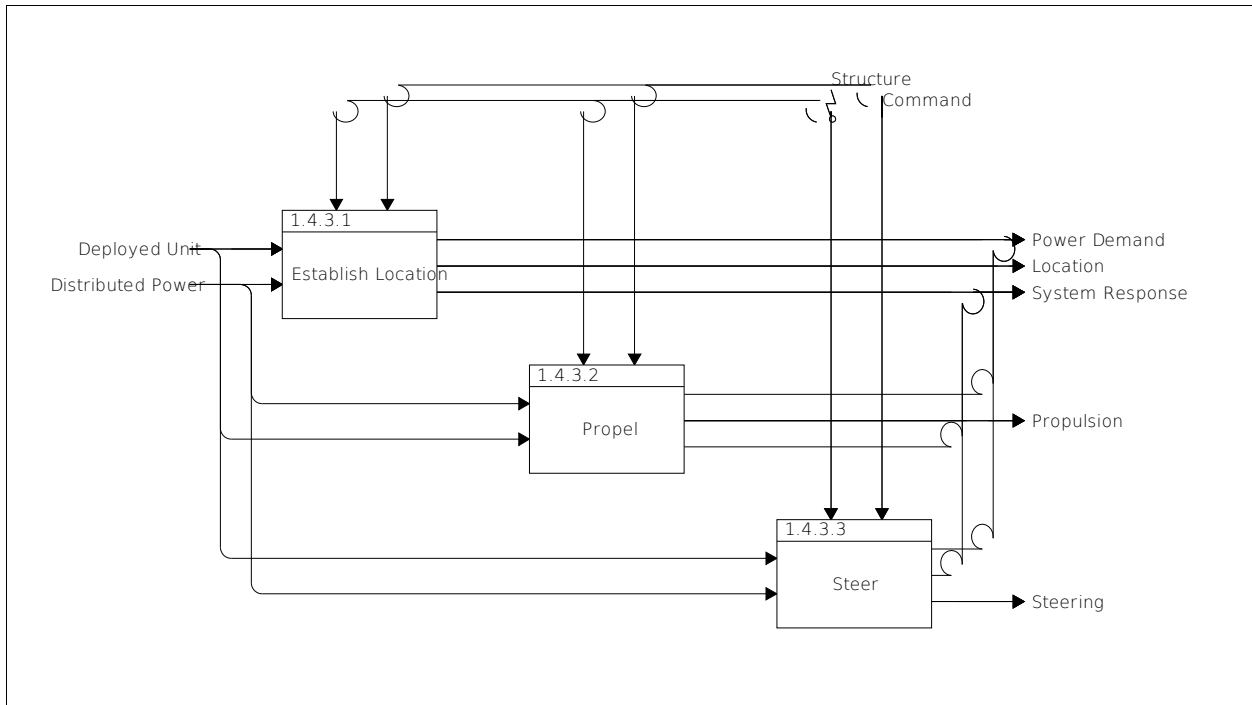 Structure
Command
1.4.3.1
Power Demand
Deployed Unit
Location
Establish Location
Distributed Power
System Response
1.4.3.2
Propulsion
Propel
1.4.3.3
Steer
Steering